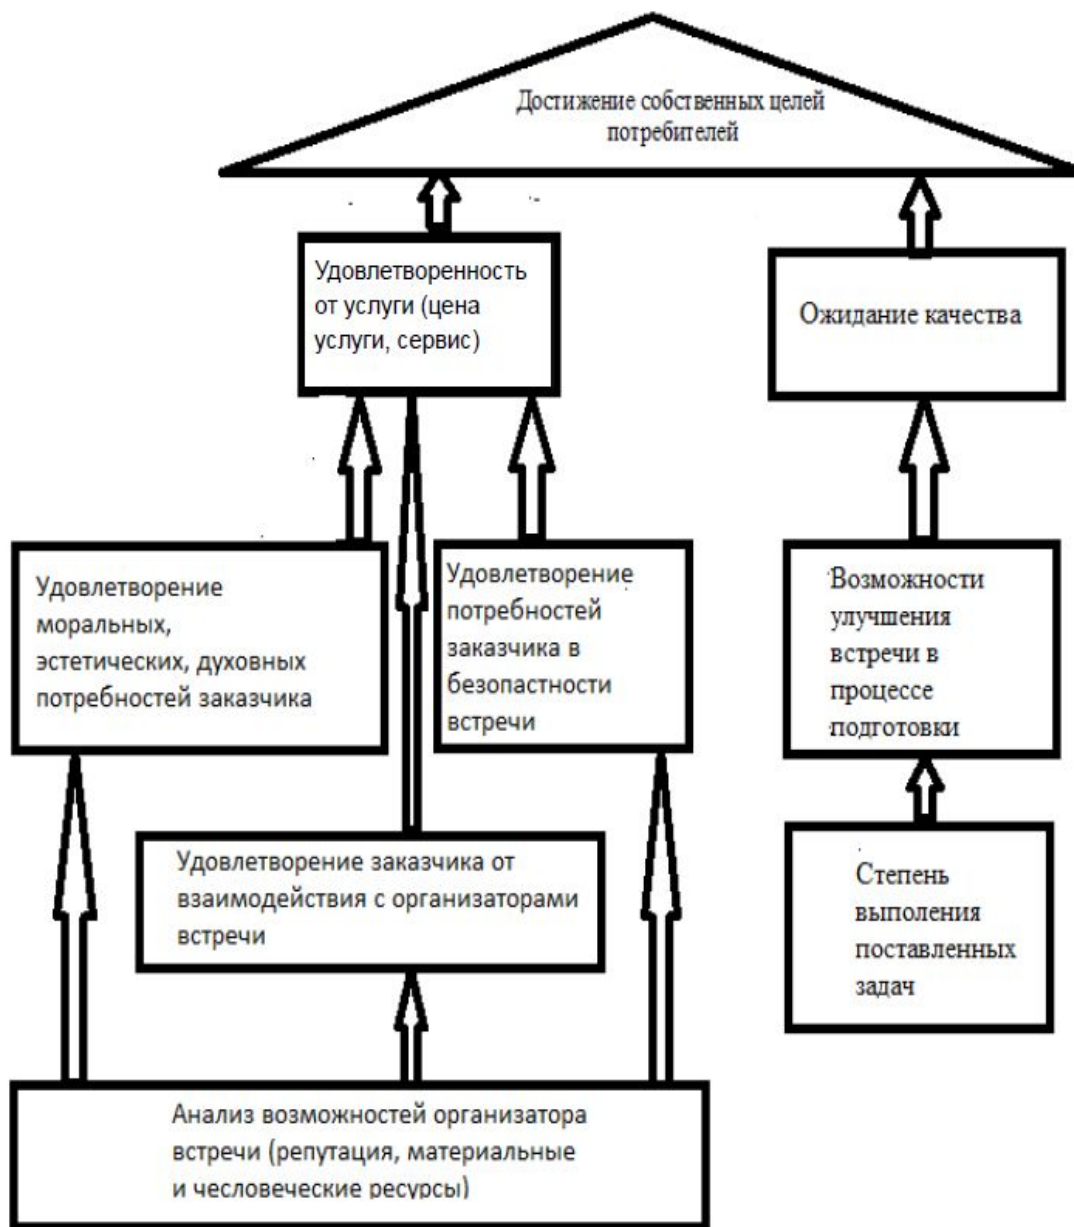 Достижение собственных целей
потребителей
Удовлетворенность
от услуги (цена
услуги, сервис)
Ожидание качества
Удовлетворение
моральных,
эстетических, духовных
потребностей заказчика
Удовлетворение
потребностей
заказчика в
безопастности
встречи
Возможности
улучшения
встречи в
процессе
подготовки
Удовлетворение заказчика от
взаимодействия с организаторами
встречи
Степень
выполения
поставленных
задач
Анализ возможностей организатора
встречи (репутация, материальные
и чесловеческие ресурсы)